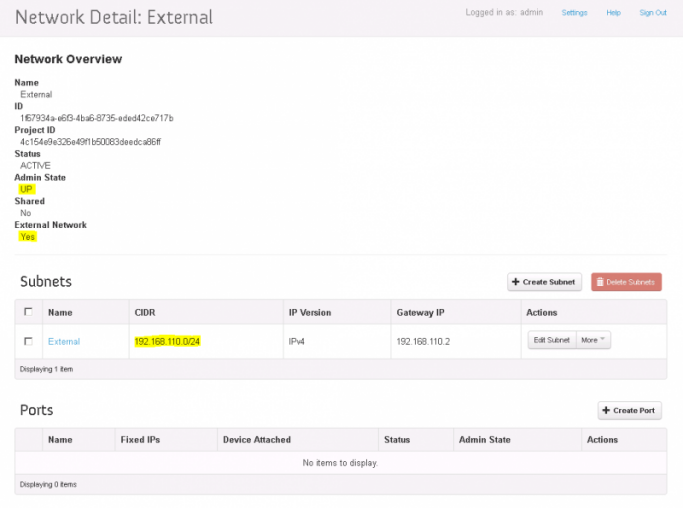 Network Detail: External
Logged in as: admin Settings Help Sign Out
Network Overview
Name
External
ID
1f67934a-e6f3-4ba6-8735-eded42ce717b
Project ID
4c154e9e326e49f1b50083deedca86ff
Status
ACTIVE
Admin State
UP
Shared
No
External Network
Yes
Subnets
+ Create Subnet Delete Subnets
Name CIDR IP Version Gateway IP Actions
External 192.168.110.0/24 IPv4 192.168.110.2 Edit Subnet More
Displaying 1 item
Ports
+ Create Port
Name Fixed IPs Device Attached Status Admin State Actions
No items to display.
Displaying 0 items